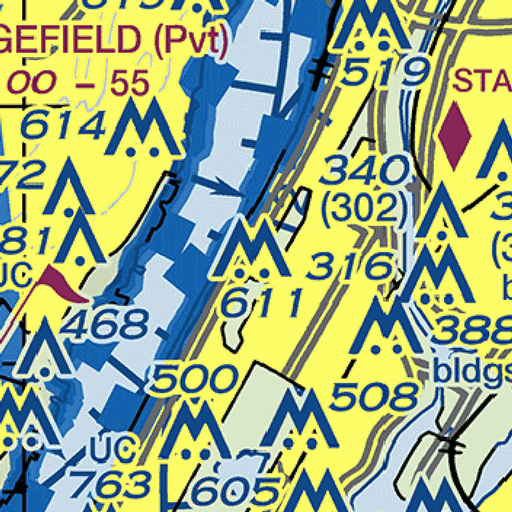 819
GEFIELD (Pvt)
00 - 55
519
STA
614
340
(302)
72
81
316
UC
611
468
388
bldgs
500
508
UC
763
605